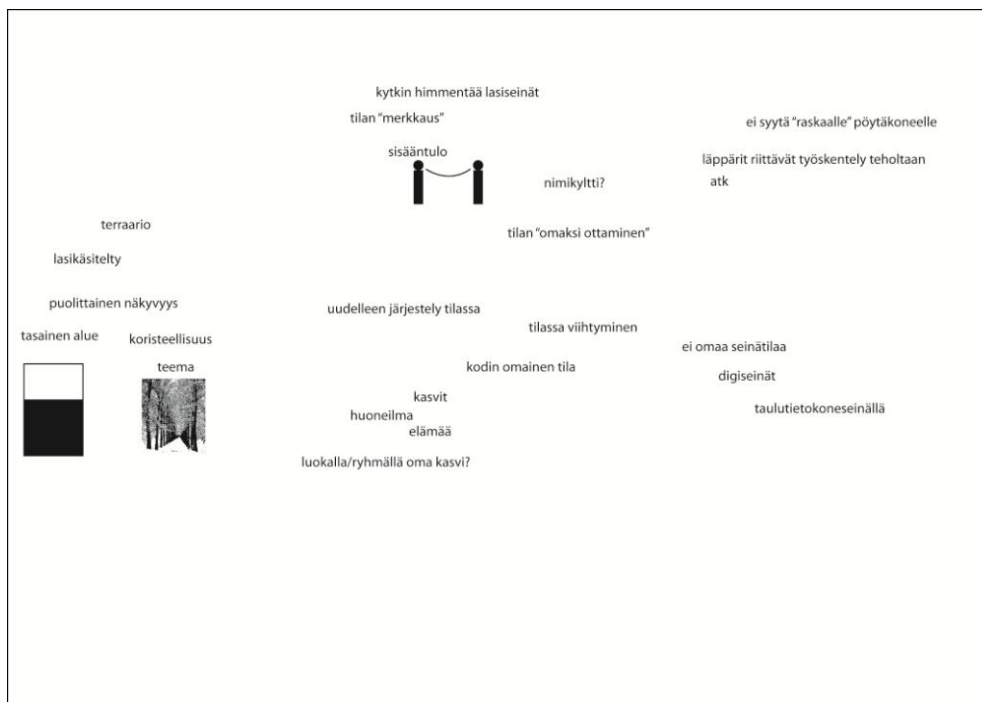 kytkin himmentää lasiseinät
tilan "merkkaus"
sisääntulo
nimikyltti?
tilan "omaksi ottaminen"
ei syytä "raskaalle" pöytäkoneelle
läppärit riittävät työskentely teholtaan
atk
terraario
lasikäsitelty
puolittainen näkyvyys
tasainen alue
koristeellisuus
teema
uudelleen järjestely tilassa
tilassa viihtyminen
kodin omainen tila
kasvit
huoneilma
elämää
luokalla/ryhmällä oma kasvi?
ei omaa seinätilaa
digiseinät
taulutietokoneseinällä